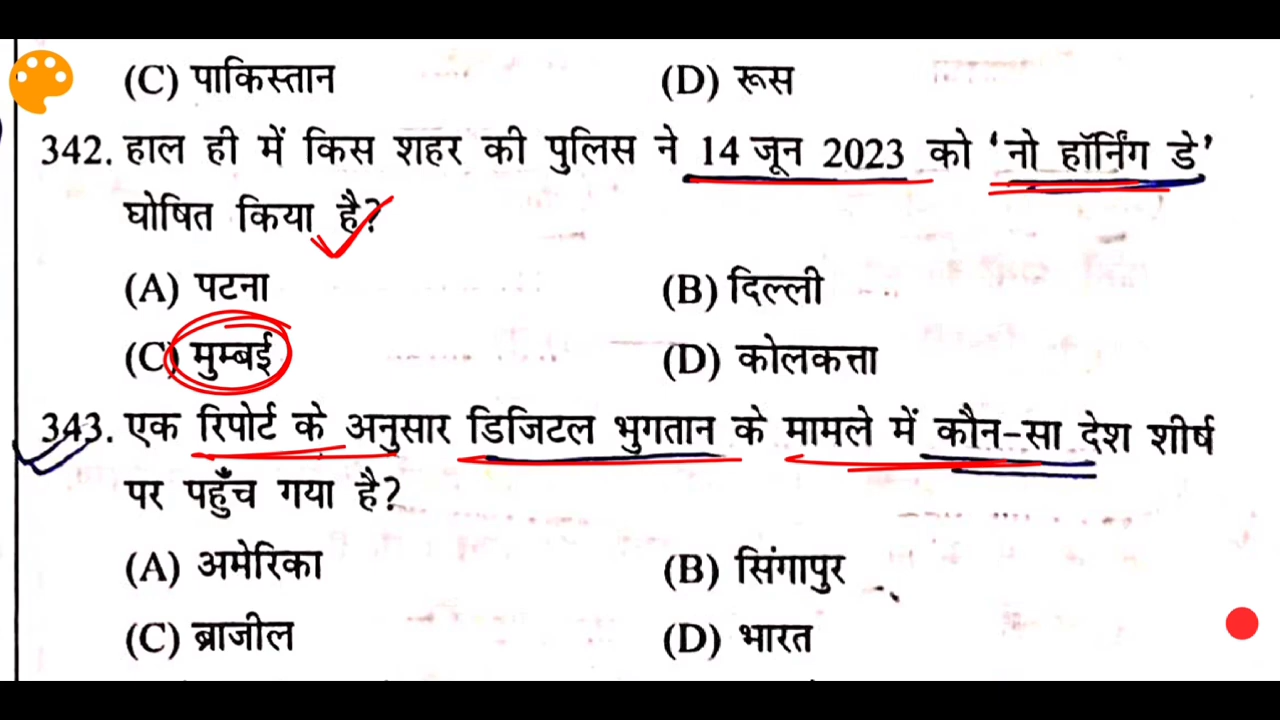 (C) पाकिस्तान (D) रूस
342. हाल ही में किस शहर की पुलिस ने 14 जून 2023 को ‘नो हॉर्निंग डे’
घोषित किया है?
(A) पटना (B) दिल्ली
(C) मुम्बई (D) कोलकत्ता
343. एक रिपोर्ट के अनुसार डिजिटल भुगतान के मामले में कौन-सा देश शीर्ष
पर पहुँच गया है?
(A) अमेरिका (B) सिंगापुर
(C) ब्राजील (D) भारत